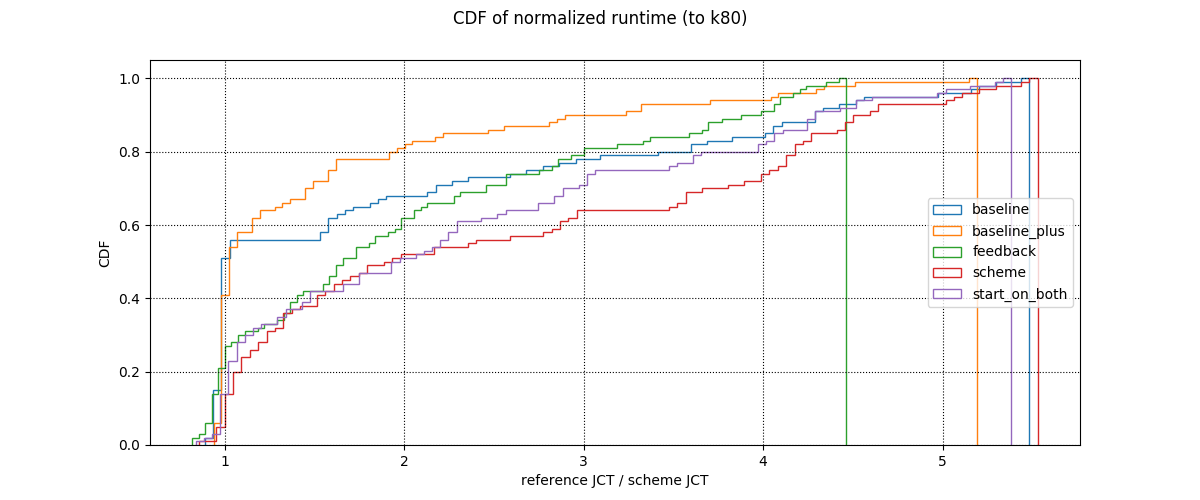 CDF of normalized runtime (to k80)
1.0
0.8
0.6
0.4
0.2
0.0
CDF
baseline
baseline_plus
feedback
scheme
start_on_both
1 2 3 4 5
reference JCT / scheme JCT